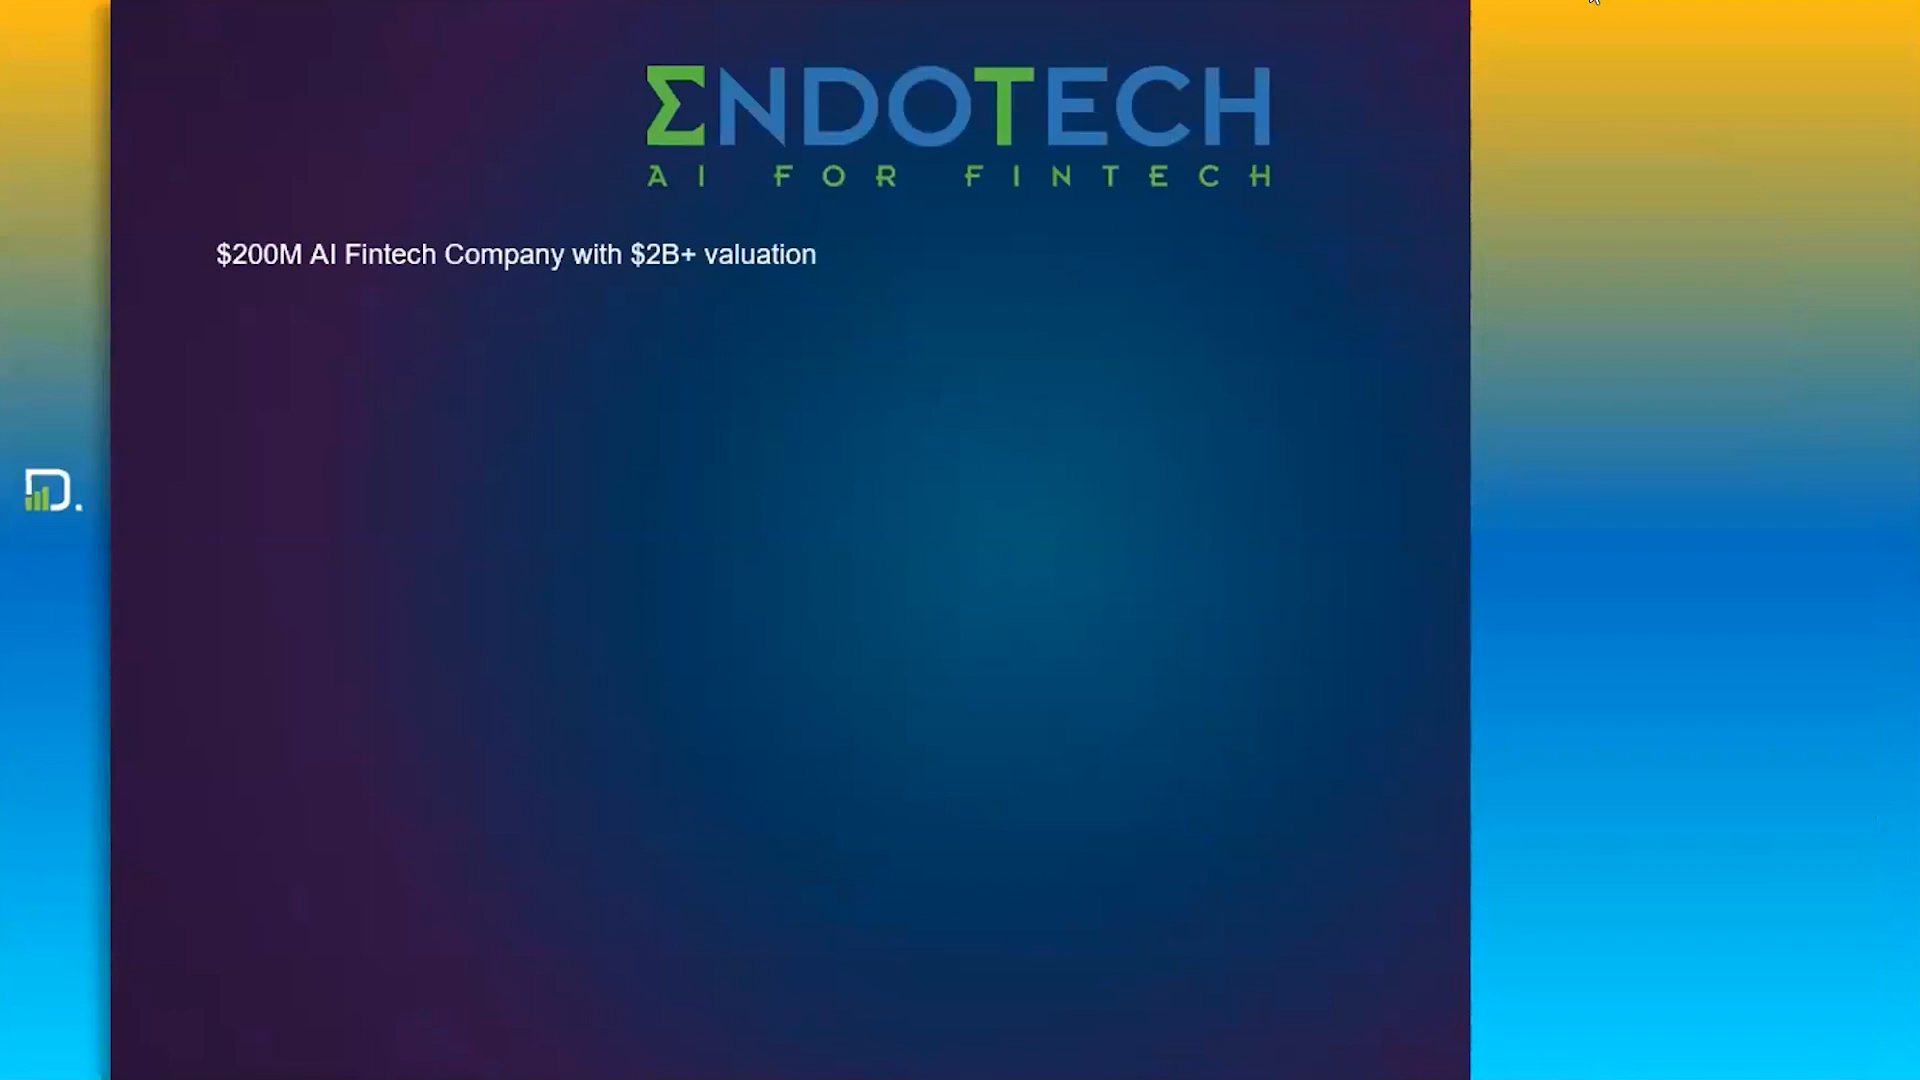 ΣNDOTECH
AI FOR FINTECH
$200M AI Fintech Company with $2B+ valuation
D.